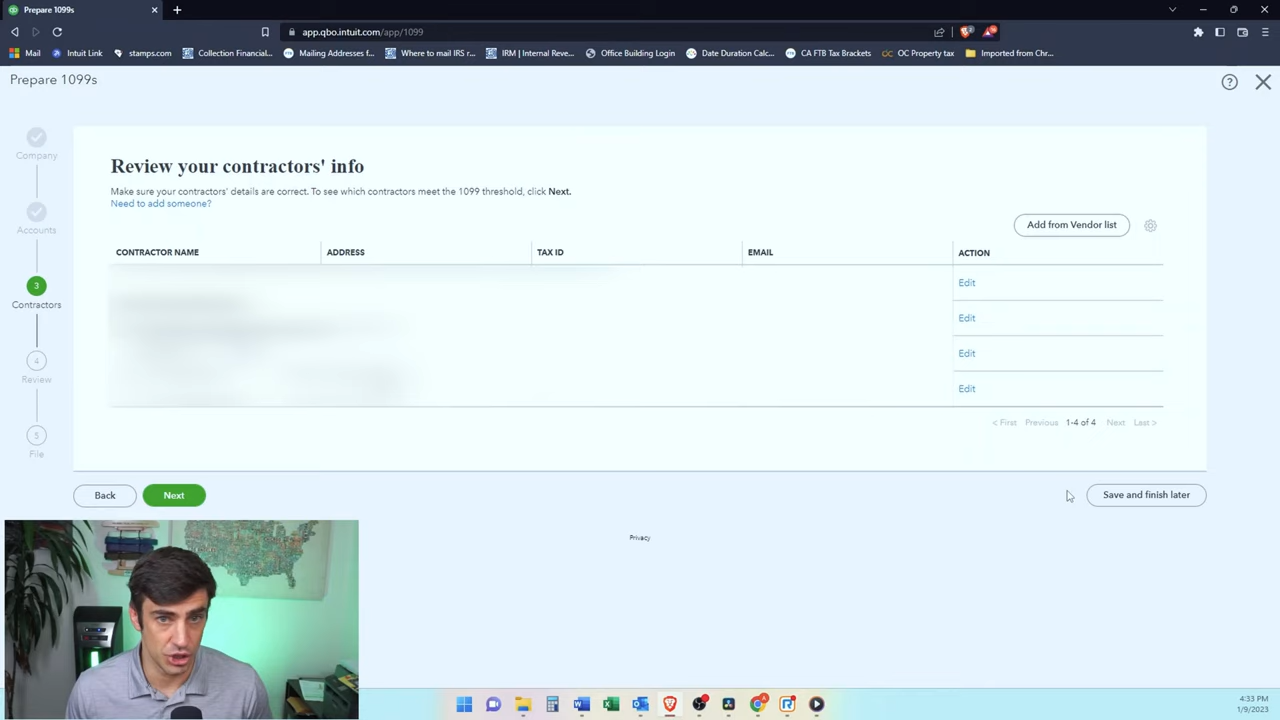 Prepare 1099s
app.qbo.intuit.com/app/1099
Mail
Intuit Link
stamps.com
Collection Financial...
Mailing Addresses f...
Where to mail IRS r...
IRM | Internal Reve...
Office Building Login
Date Duration Calc...
CA FTB Tax Brackets
OC Property tax
Imported from Chr...
Prepare 1099s
Company
Accounts
3
Contractors
4
Review
5
File
Review your contractors' info
Make sure your contractors' details are correct. To see which contractors meet the 1099 threshold, click Next.
Need to add someone?
Add from Vendor list
CONTRACTOR NAME ADDRESS TAX ID EMAIL ACTION
Edit
Edit
Edit
Edit
< First Previous 1-4 of 4 Next Last >
Back
Next
Save and finish later
Privacy
4:33 PM
1/9/2023